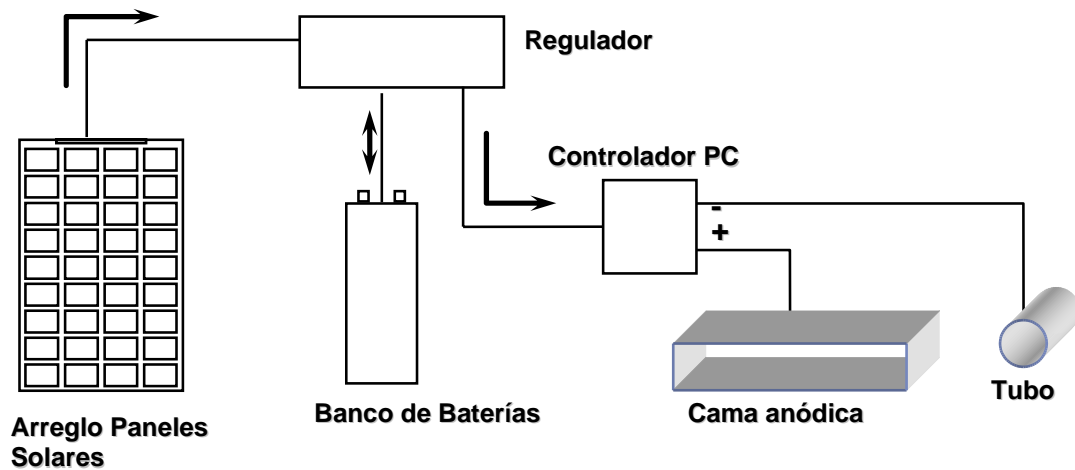 Regulador
Controlador PC
-
+
Banco de Baterías
Cama anódica
Tubo
Arreglo Paneles
Solares